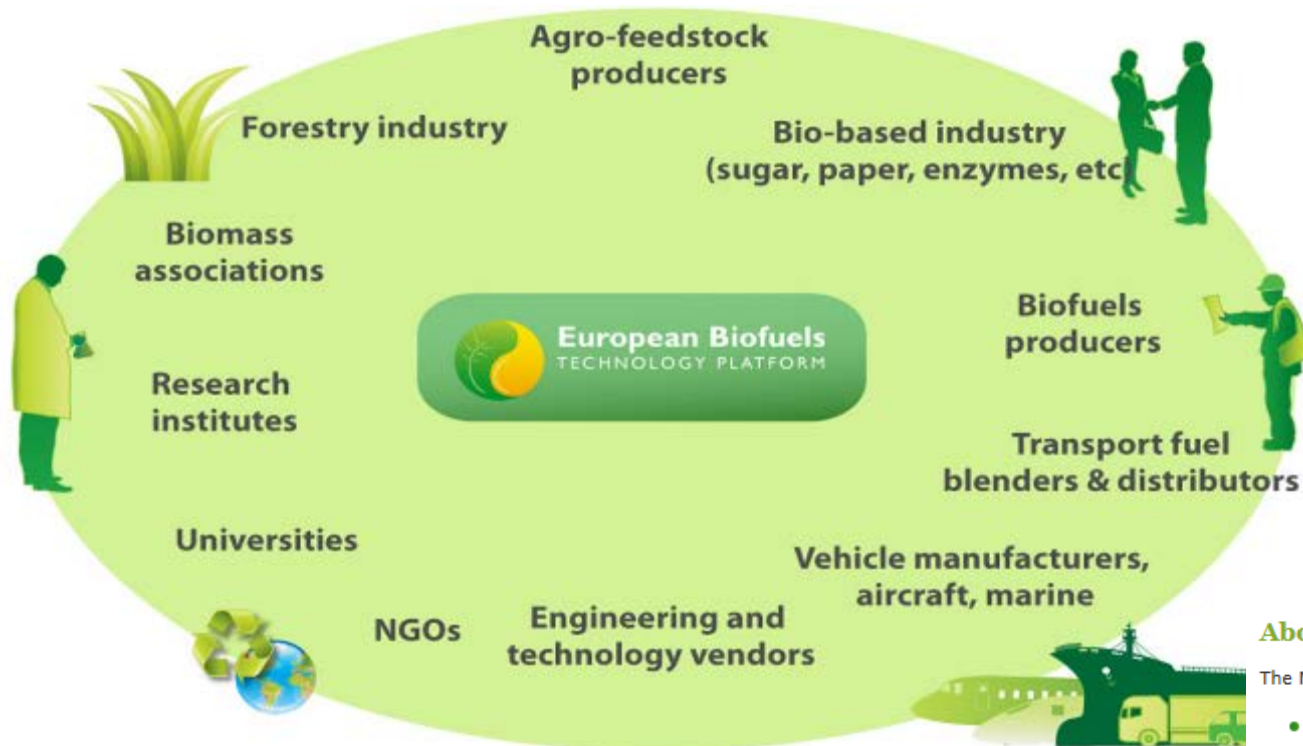 Agro-feedstock
producers
Forestry industry
Bio-based industry
(sugar, paper, enzymes, etc)
Biomass
associations
European Biofuels
TECHNOLOGY PLATFORM
Biofuels
producers
Research
institutes
Transport fuel
blenders & distributors
Universities
Vehicle manufacturers,
aircraft, marine
NGOs
Engineering and
technology vendors
The